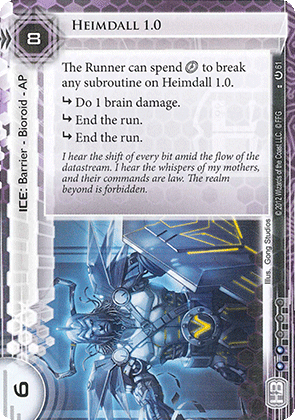 Heimdall 1.0
8
The Runner can spend to break
any subroutine on Heimdall 1.0.
Do 1 brain damage.
End the run.
End the run.
I hear the shift of every bit amid the flow of the
datastream. I hear the whispers of my mothers,
and their commands are law. The realm
beyond is forbidden.
ICE: Barrier - Bioroid - AP
61
© 2012 Wizards of the Coast LLC. © FFG
Illus. Gong Studios
6
HB